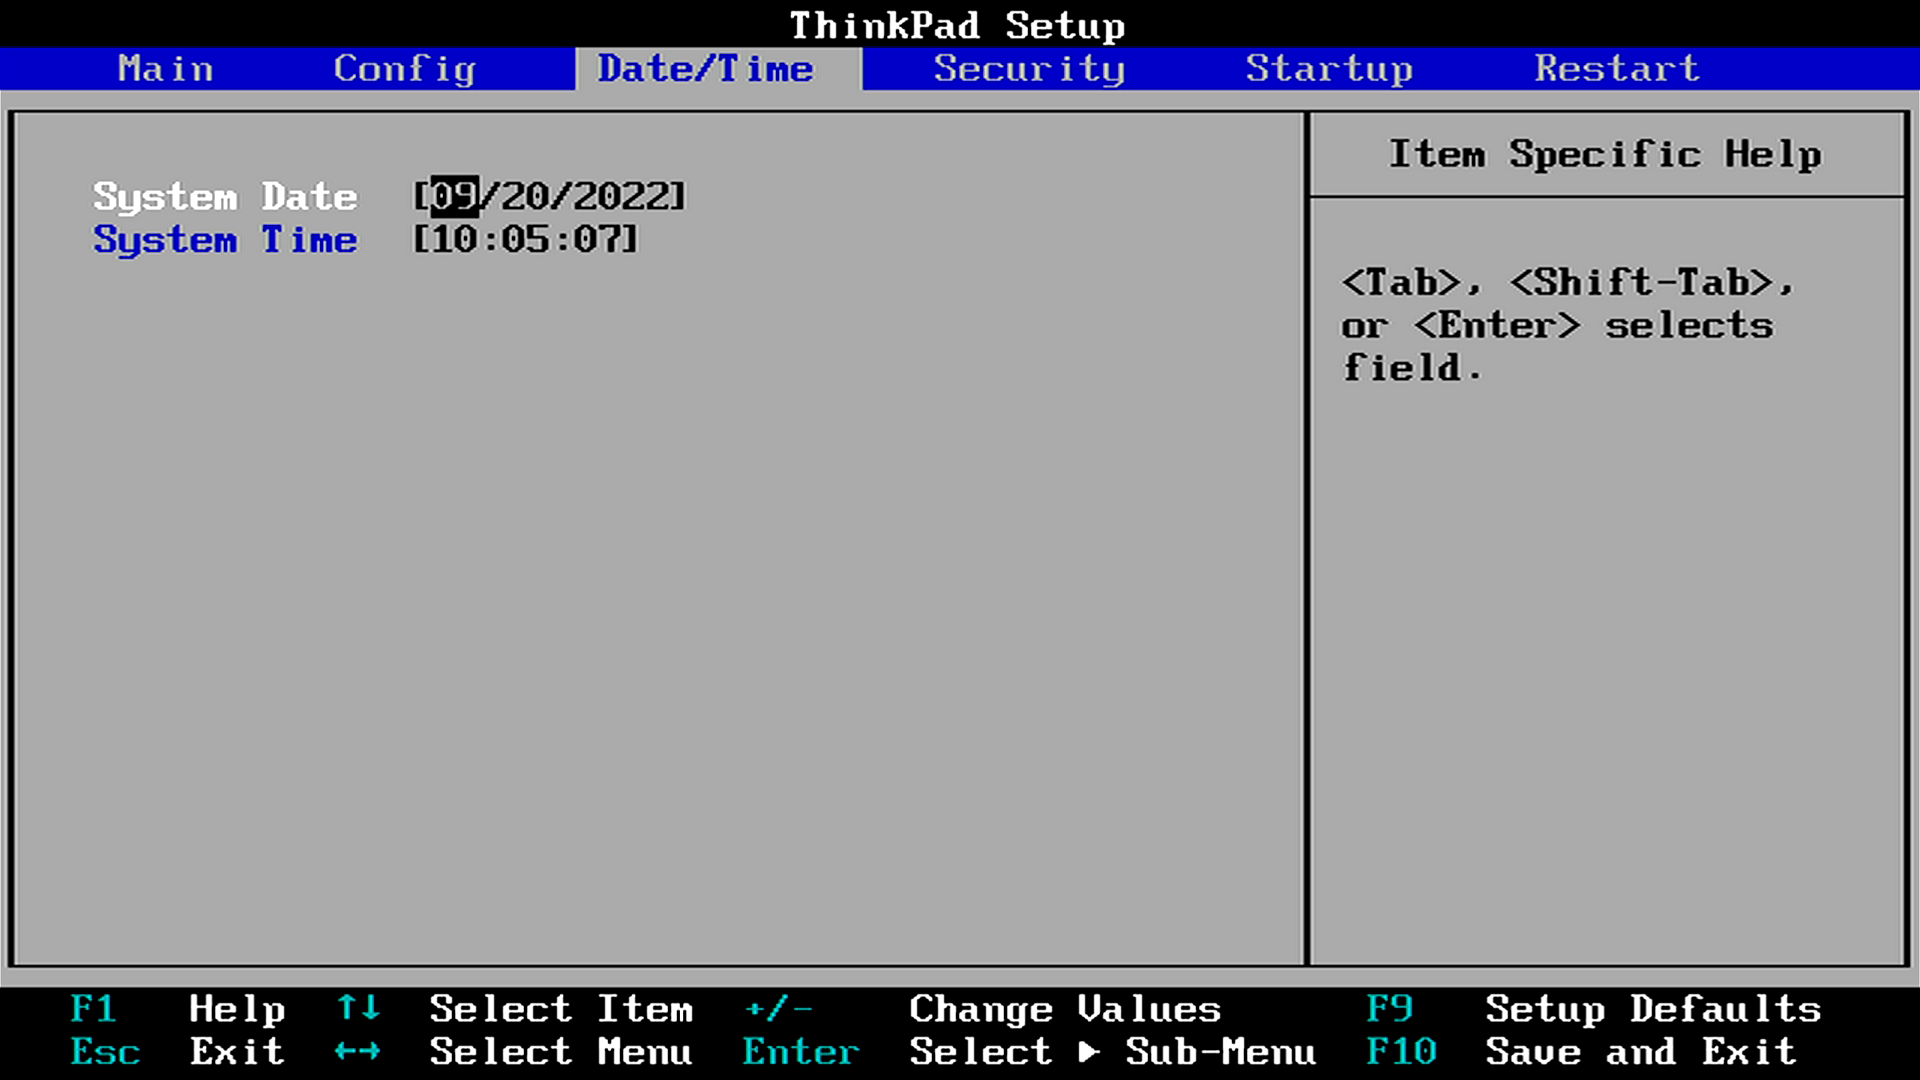 ThinkPad Setup
Main Config Date/Time Security Startup Restart
Item Specific Help
System Date [09/20/2022]
System Time [10:05:07]
<Tab>, <Shift-Tab>,
or <Enter> selects
field.
F1 Help ↑↓ Select Item +/- Change Values F9 Setup Defaults
Esc Exit ←→ Select Menu Enter Select ▶ Sub-Menu F10 Save and Exit